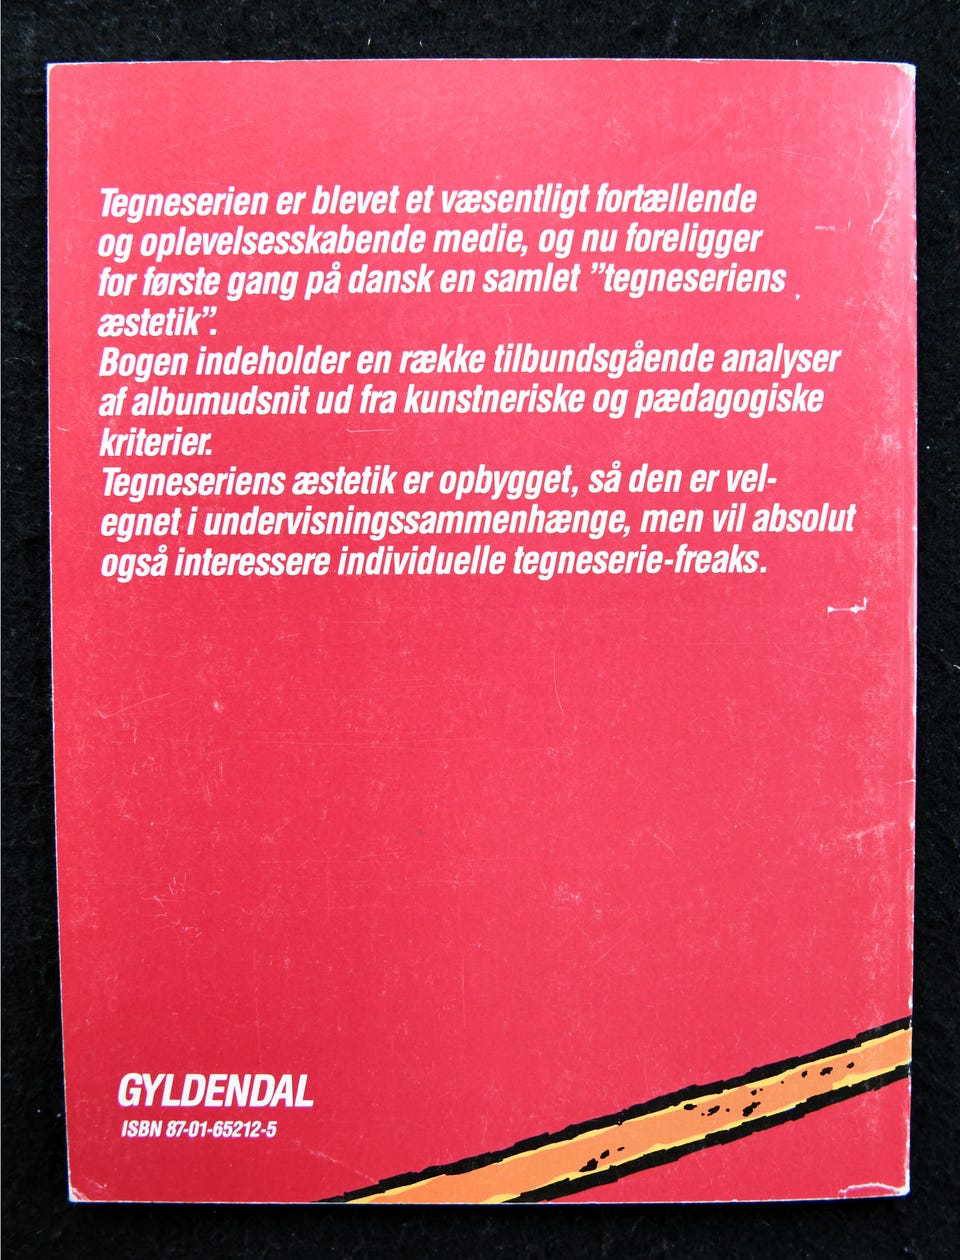 Tegneserien er blevet et væsentligt fortællende
og oplevelsesskabende medie, og nu foreligger
for første gang på dansk en samlet ”tegneseriens
æstetik”.
Bogen indeholder en række tilbundsgående analyser
af albumudsnit ud fra kunstneriske og pædagogiske
kriterier.
Tegneseriens æstetik er opbygget, så den er vel-
egnet i undervisningssammenhænge, men vil absolut
også interessere individuelle tegneserie-freaks.
GYLDENDAL
ISBN 87-01-65212-5